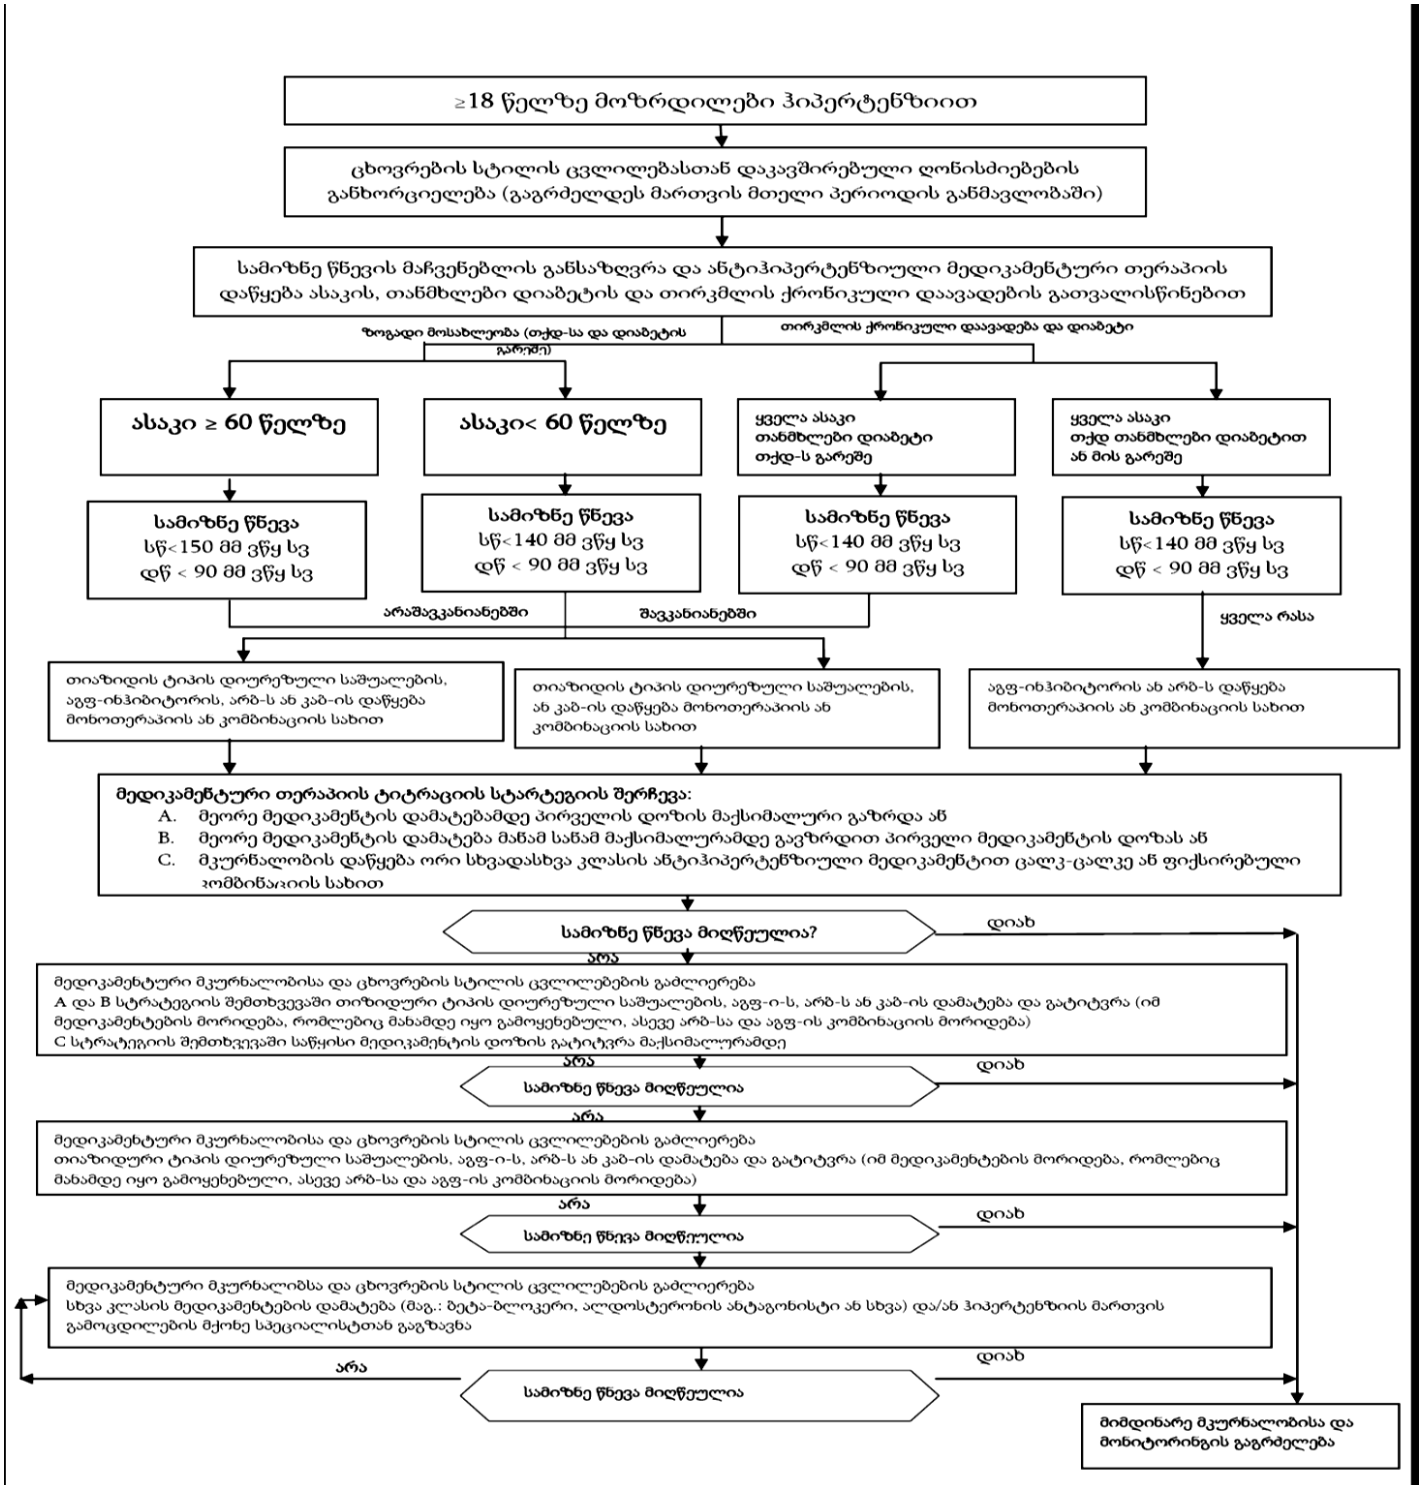 ≥18 წელზე მოზრდილები ჰიპერტენზიით
ცხოვრების სტილის ცვლილებასთან დაკავშირებული ღონისძიებების
განხორციელება (გაგრძელდეს მართვის მთელი პერიოდის განმავლობაში)
სამიზნე წნევის მაჩვენებლის განსაზღვრა და ანტიჰიპერტენზიული მედიკამენტური თერაპიის
დაწყება ასაკის, თანმხლები დიაბეტის და თირკმლის ქრონიკული დაავადების გათვალისწინებით
ზოგადი მოსახლეობა (თქდ-სა და დიაბეტის
გარეშე)
თირკმლის ქრონიკული დაავადება და დიაბეტი
ასაკი ≥ 60 წელზე
ასაკი< 60 წელზე
ყველა ასაკი
თანმხლები დიაბეტი
თქდ-ს გარეშე
ყველა ასაკი
თქდ თანმხლები დიაბეტით
ან მის გარეშე
სამიზნე წნევა
სწ<150 მმ ვწყ სვ
დწ < 90 მმ ვწყ სვ
სამიზნე წნევა
სწ<140 მმ ვწყ სვ
დწ < 90 მმ ვწყ სვ
სამიზნე წნევა
სწ<140 მმ ვწყ სვ
დწ < 90 მმ ვწყ სვ
სამიზნე წნევა
სწ<140 მმ ვწყ სვ
დწ < 90 მმ ვწყ სვ
არაშავკანიანებში
შავკანიანებში
ყველა რასა
თიაზიდის ტიპის დიურეზული საშუალების,
აგფ-ინჰიბიტორის, არბ-ს ან კაბ-ის დაწყება
მონოთერაპიის ან კომბინაციის სახით
თიაზიდის ტიპის დიურეზული საშუალების,
ან კაბ-ის დაწყება მონოთერაპიის ან
კომბინაციის სახით
აგფ-ინჰიბიტორის ან არბ-ს დაწყება
მონოთერაპიის ან კომბინაციის სახით
მედიკამენტური თერაპიის ტიტრაციის სტარტეგიის შერჩევა:
A. მეორე მედიკამენტის დამატებამდე პირველის დოზის მაქსიმალური გაზრდა ან
B. მეორე მედიკამენტის დამატება მანამ სანამ მაქსიმალურამდე გავზრდით პირველი მედიკამენტის დოზას ან
C. მკურნალობის დაწყება ორი სხვადასხვა კლასის ანტიჰიპერტენზიული მედიკამენტით ცალკ-ცალკე ან ფიქსირებული
კომბინაციის სახით
სამიზნე წნევა მიღწეულია?
დიახ
არა
მედიკამენტური მკურნალობისა და ცხოვრების სტილის ცვლილებების გაძლიერება
A და B სტრატეგიის შემთხვევაში თიზიდური ტიპის დიურეზული საშუალების, აგფ-ი-ს, არბ-ს ან კაბ-ის დამატება და გატიტვრა (იმ
მედიკამენტების მორიდება, რომლებიც მანამდე იყო გამოყენებული, ასევე არბ-სა და აგფ-ის კომბინაციის მორიდება)
C სტრატეგიის შემთხვევაში საწყისი მედიკამენტის დოზის გატიტვრა მაქსიმალურამდე
არა
დიახ
სამიზნე წნევა მიღწეულია
არა
მედიკამენტური მკურნალობისა და ცხოვრების სტილის ცვლილებების გაძლიერება
თიაზიდური ტიპის დიურეზული საშუალების, აგფ-ი-ს, არბ-ს ან კაბ-ის დამატება და გატიტვრა (იმ მედიკამენტების მორიდება, რომლებიც
მანამდე იყო გამოყენებული, ასევე არბ-სა და აგფ-ის კომბინაციის მორიდება)
არა
დიახ
სამიზნე წნევა მიღწეულია
მედიკამენტური მკურნალიბსა და ცხოვრების სტილის ცვლილებების გაძლიერება
სხვა კლასის მედიკამენტების დამატება (მაგ.: ბეტა-ბლოკერი, ალდოსტერონის ანტაგონისტი ან სხვა) და/ან ჰიპერტენზიის მართვის
გამოცდილების მქონე სპეციალისტთან გაგზავნა
არა
დიახ
სამიზნე წნევა მიღწეულია
მიმდინარე მკურნალობისა და
მონიტორინგის გაგრძელება